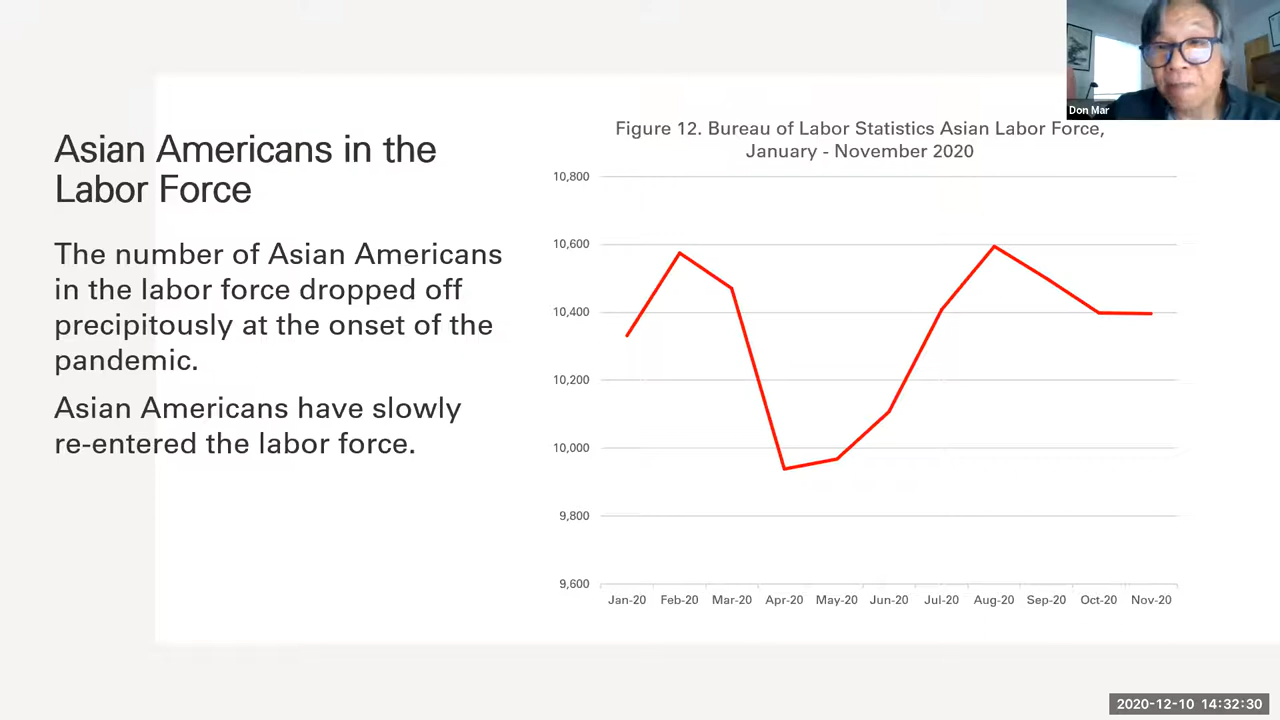 Don Mar
Asian Americans in the
Labor Force
The number of Asian Americans
in the labor force dropped off
precipitously at the onset of the
pandemic.
Asian Americans have slowly
re-entered the labor force.
Figure 12. Bureau of Labor Statistics Asian Labor Force,
January - November 2020
10,800
10,600
10,400
10,200
10,000
9,800
9,600
Jan-20 Feb-20 Mar-20 Apr-20 May-20 Jun-20 Jul-20 Aug-20 Sep-20 Oct-20 Nov-20
2020-12-10 14:32:30